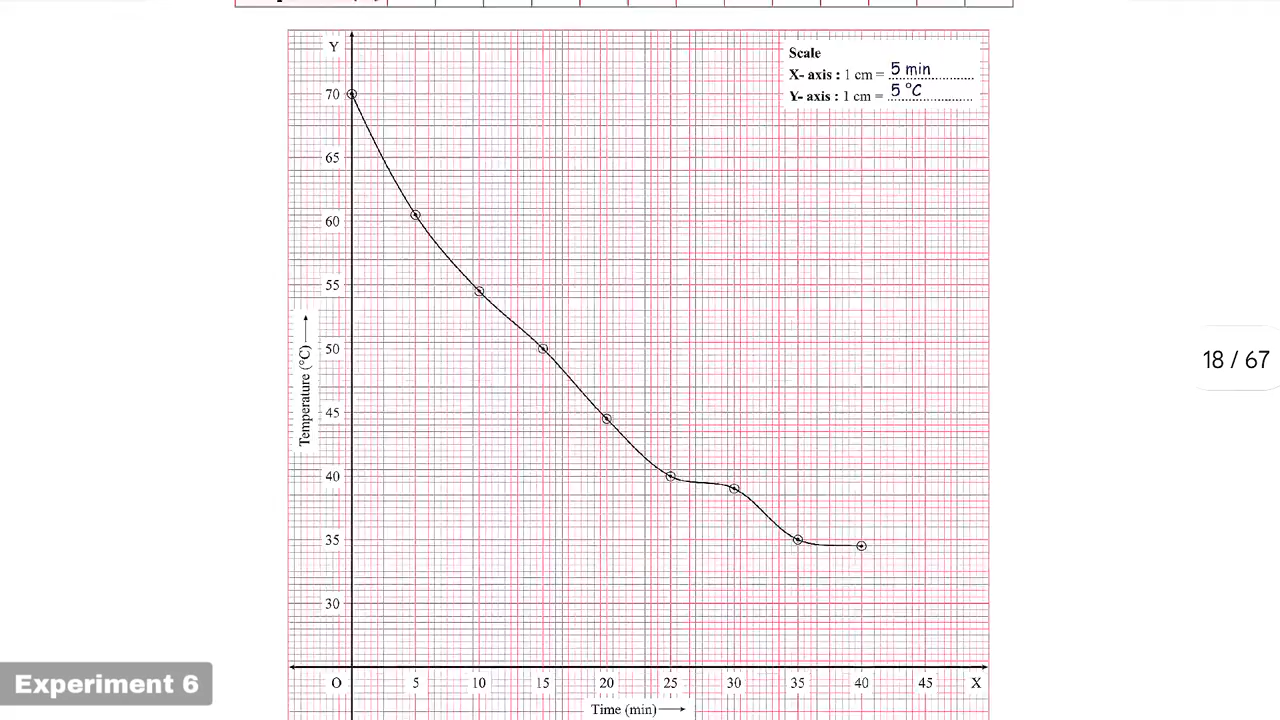 Y
Scale
X- axis : 1 cm = 5 min
Y- axis : 1 cm = 5 °C
70
65
60
55
50
45
40
35
30
Temperature (°C)
18 / 67
O 5 10 15 20 25 30 35 40 45 X
Time (min)
Experiment 6